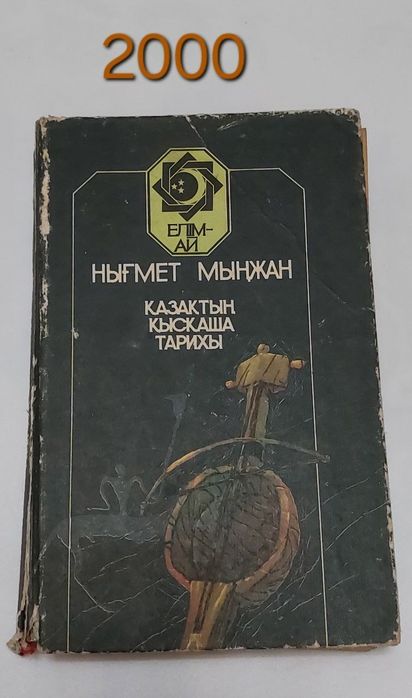 2000
ЕЛІМ-
АЙ
НЫҒМЕТ МЫҢЖАН
ҚАЗАҚТЫҢ
ҚЫСҚАША
ТАРИХЫ